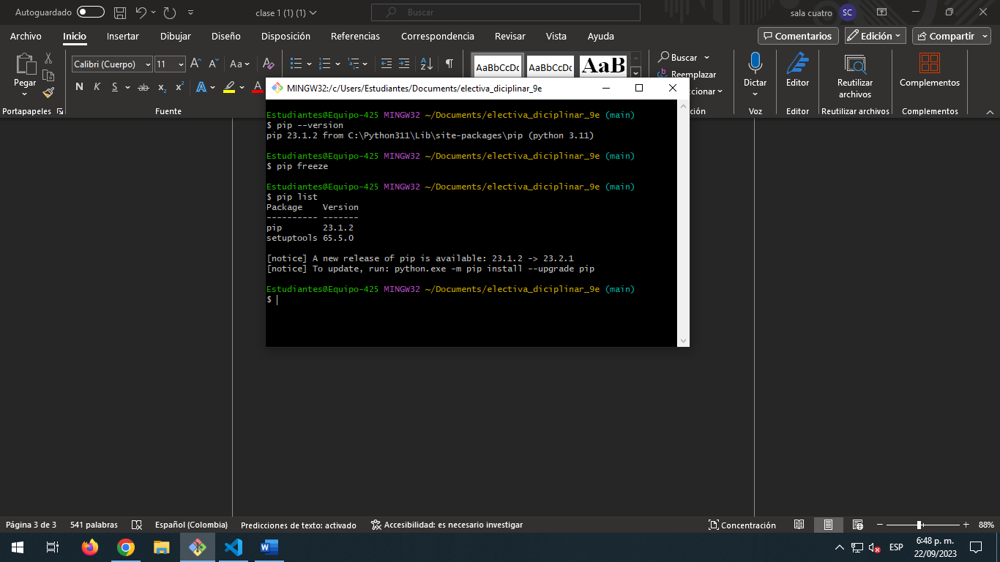 Autoguardado
clase 1 (1) (1)
Buscar
sala cuatro
SC
Archivo Inicio Insertar Dibujar Diseño Disposición Referencias Correspondencia Revisar Vista Ayuda
Comentarios Edición Compartir
Pegar
Calibri (Cuerpo) 11
Aa
N K S ab x₂ x² A A
AaBbCcDc AaBbCcDc AaB
Buscar
Reemplazar
ccionar
Dictar
Editor
Reutilizar
archivos
Complementos
Portapapeles Fuente ción Voz Editor Reutilizar archivos Complementos
MINGW32:/c/Users/Estudiantes/Documents/electiva_diciplinar_9e
Estudiantes@Equipo-425 MINGW32 ~/Documents/electiva_diciplinar_9e (main)
$ pip --version
pip 23.1.2 from C:\Python311\Lib\site-packages\pip (python 3.11)
Estudiantes@Equipo-425 MINGW32 ~/Documents/electiva_diciplinar_9e (main)
$ pip freeze
Estudiantes@Equipo-425 MINGW32 ~/Documents/electiva_diciplinar_9e (main)
$ pip list
Package    Version
---------- -------
pip        23.1.2
setuptools 65.5.0
[notice] A new release of pip is available: 23.1.2 -> 23.2.1
[notice] To update, run: python.exe -m pip install --upgrade pip
Estudiantes@Equipo-425 MINGW32 ~/Documents/electiva_diciplinar_9e (main)
$
Página 3 de 3 541 palabras Español (Colombia) Predicciones de texto: activado Accesibilidad: es necesario investigar Concentración 88%
ESP
6:48 p. m.
22/09/2023